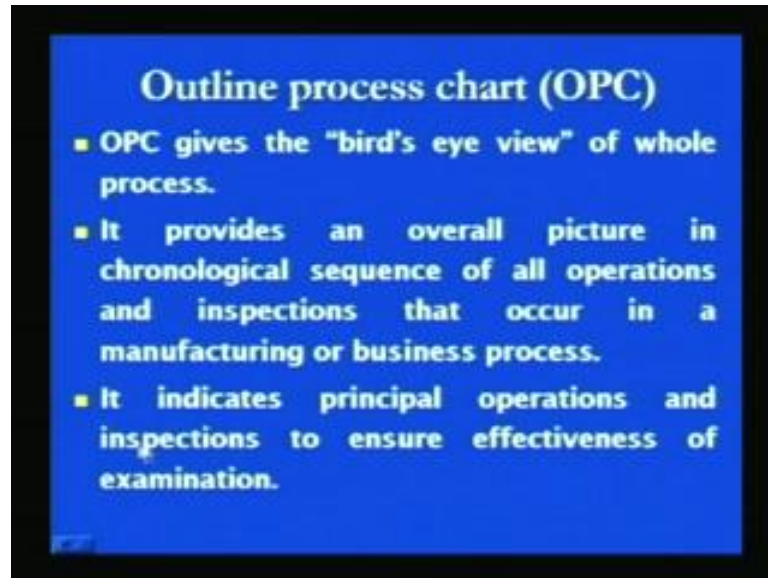 Outline process chart (OPC)
OPC gives the "bird's eye view" of whole
process.
It provides an overall picture in
chronological sequence of all operations
and inspections that occur in a
manufacturing or business process.
It indicates principal operations and
inspections to ensure effectiveness of
examination.